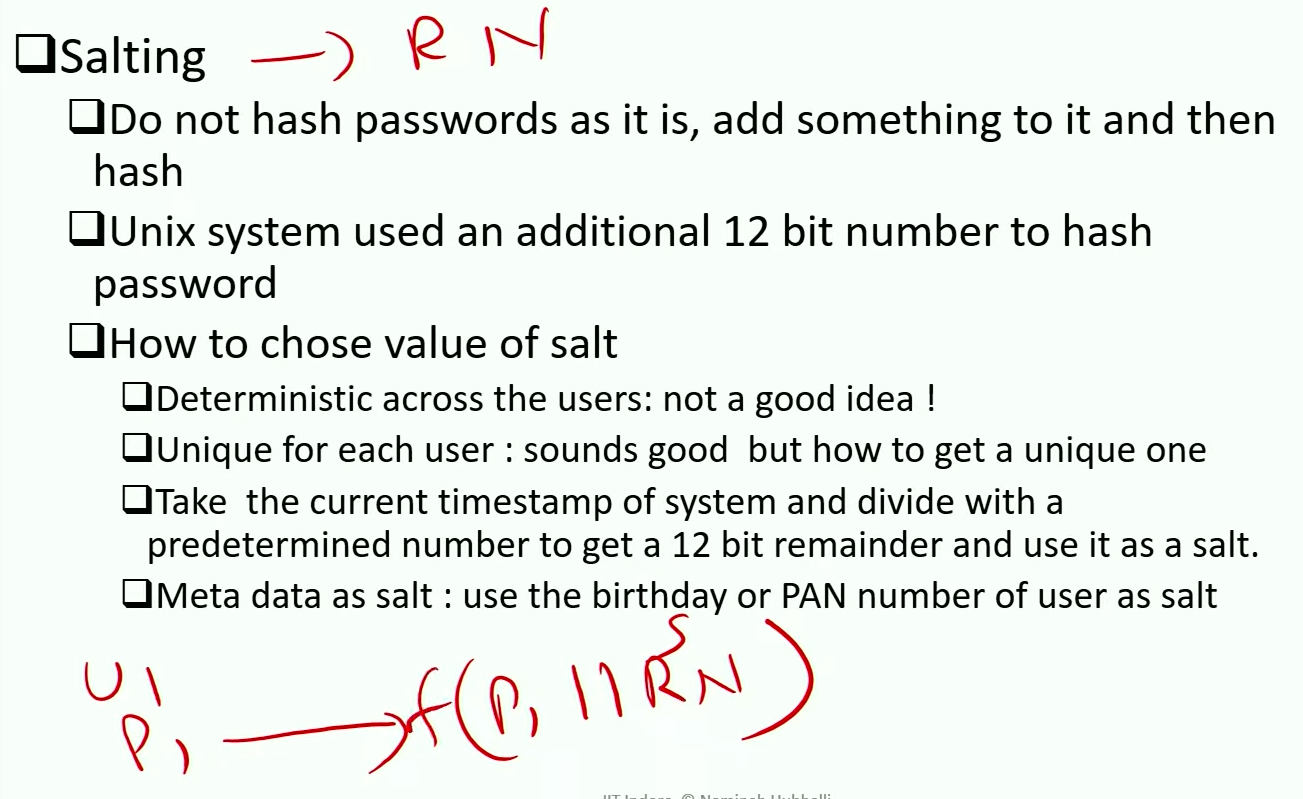 ❑Salting → R N
❑Do not hash passwords as it is, add something to it and then
hash
❑Unix system used an additional 12 bit number to hash
password
❑How to chose value of salt
❑Deterministic across the users: not a good idea !
❑Unique for each user : sounds good but how to get a unique one
❑Take the current timestamp of system and divide with a
predetermined number to get a 12 bit remainder and use it as a salt.
❑Meta data as salt : use the birthday or PAN number of user as salt
S
U1
P1 → f(P1 || RN)